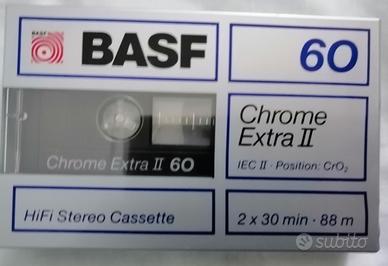 BASF
BASF
60
Chrome Extra II 60
Chrome
Extra II
IEC II · Position: CrO₂
HiFi Stereo Cassette
2 x 30 min · 88 m
subito